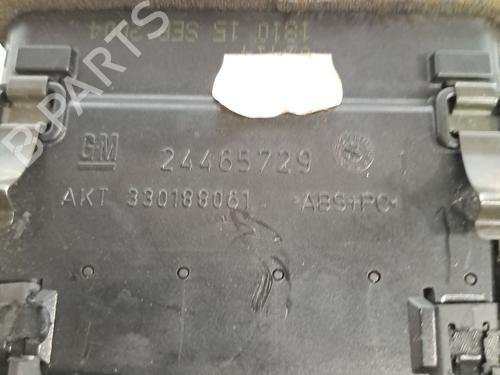 1810 15 SEP 2004
B-PARTS
GM 24465729
AKT 330188061 >ABS+PC<